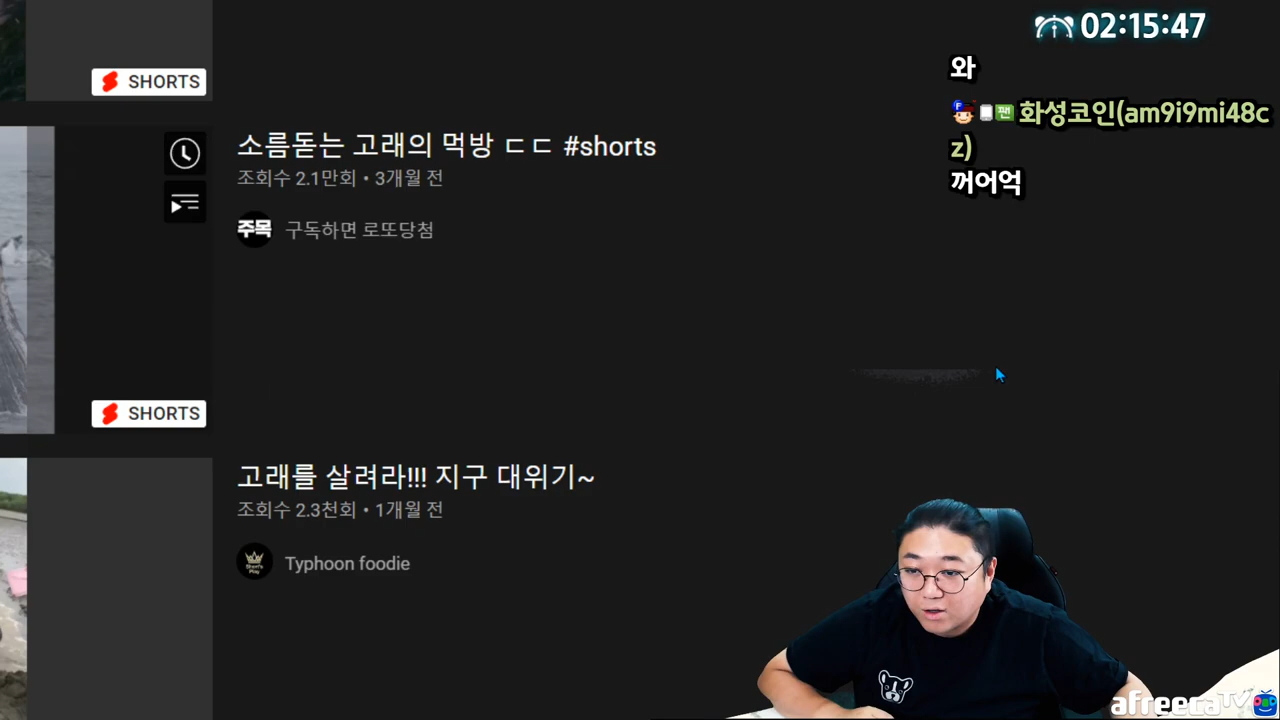 02:15:47
와
F 팬 화성코인(am9i9mi48c
z)
꺼어억
SHORTS
소름돋는 고래의 먹방 ㄷㄷ #shorts
조회수 2.1만회 • 3개월 전
주목 구독하면 로또당첨
SHORTS
고래를 살려라!!! 지구 대위기~
조회수 2.3천회 • 1개월 전
Typhoon foodie
afreecaTV